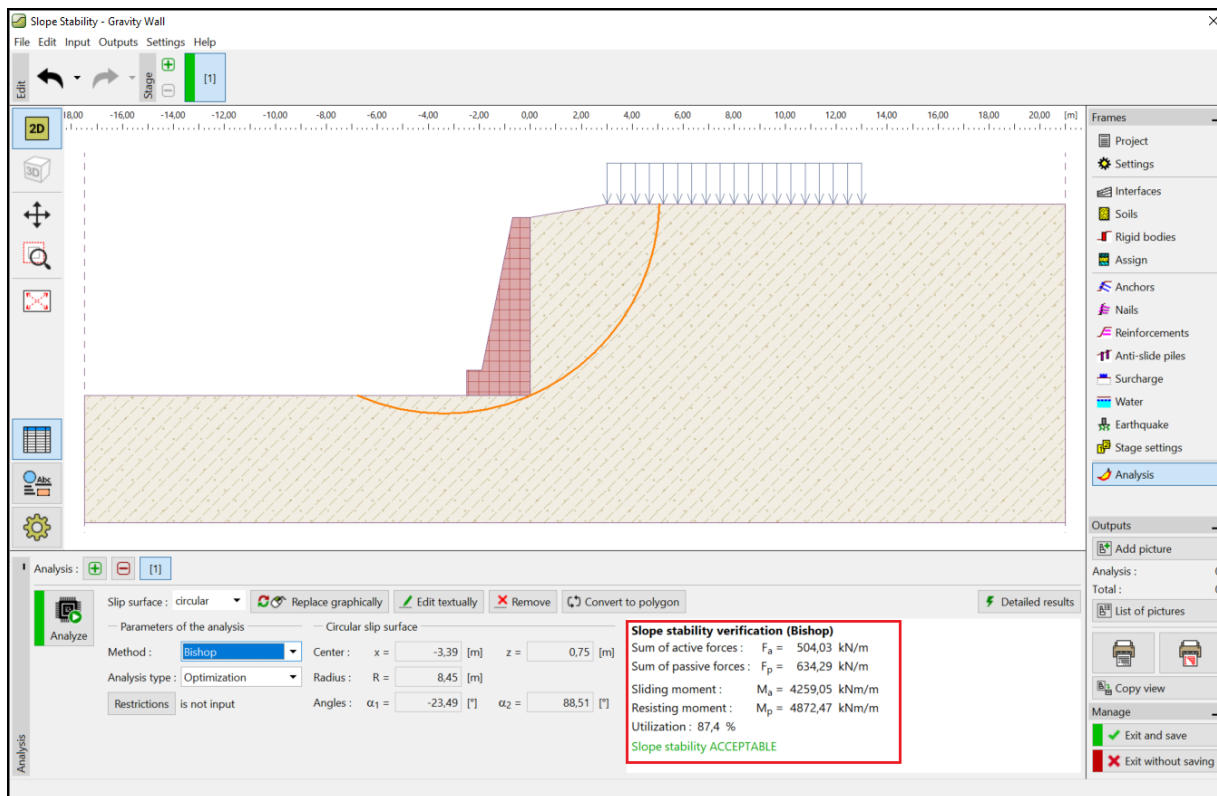 Slope Stability - Gravity Wall
File Edit Input Outputs Settings Help
Edit
Stage
[1]
2D
3D
Abc
18,00 -16,00 -14,00 -12,00 -10,00 -8,00 -6,00 -4,00 -2,00 0,00 2,00 4,00 6,00 8,00 10,00 12,00 14,00 16,00 18,00 20,00 [m]
Frames
Project
Settings
Interfaces
Soils
Rigid bodies
Assign
Anchors
Nails
Reinforcements
Anti-slide piles
Surcharge
Water
Earthquake
Stage settings
Analysis
Outputs
Add picture
Analysis :
Total :
List of pictures
Copy view
Manage
Exit and save
Exit without saving
Analysis
Analysis : [1]
Analyze
Slip surface : circular Replace graphically Edit textually Remove Convert to polygon Detailed results
Parameters of the analysis
Method : Bishop
Analysis type : Optimization
Restrictions is not input
Circular slip surface
Center : x = -3,39 [m] z = 0,75 [m]
Radius : R = 8,45 [m]
Angles : α1 = -23,49 [°] α2 = 88,51 [°]
Slope stability verification (Bishop)
Sum of active forces : Fa = 504,03 kN/m
Sum of passive forces : Fp = 634,29 kN/m
Sliding moment : Ma = 4259,05 kNm/m
Resisting moment : Mp = 4872,47 kNm/m
Utilization : 87,4 %
Slope stability ACCEPTABLE